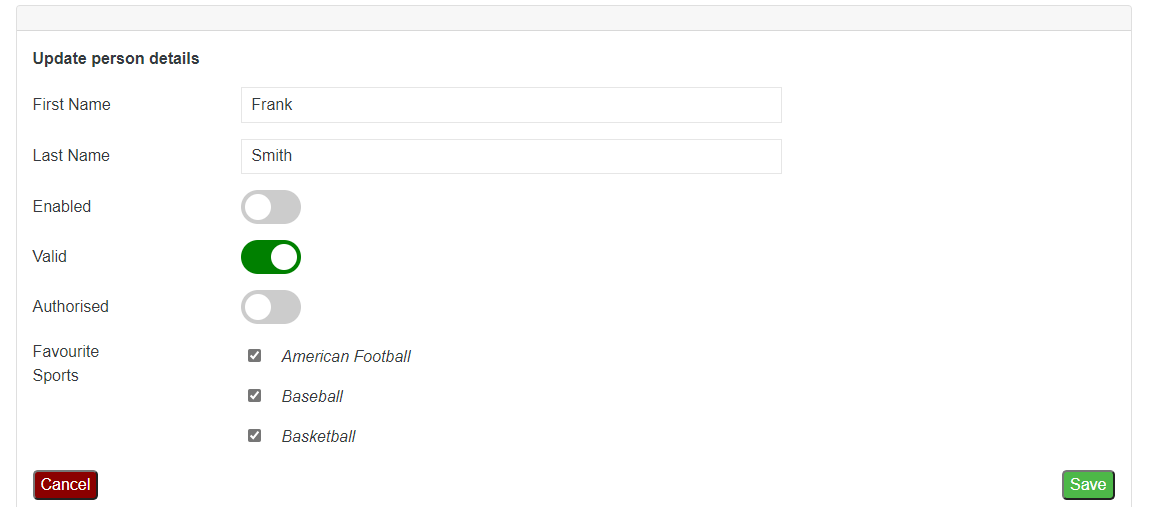 Update person details
First Name Frank
Last Name Smith
Enabled
Valid
Authorised
Favourite
Sports
American Football
Baseball
Basketball
Cancel Save